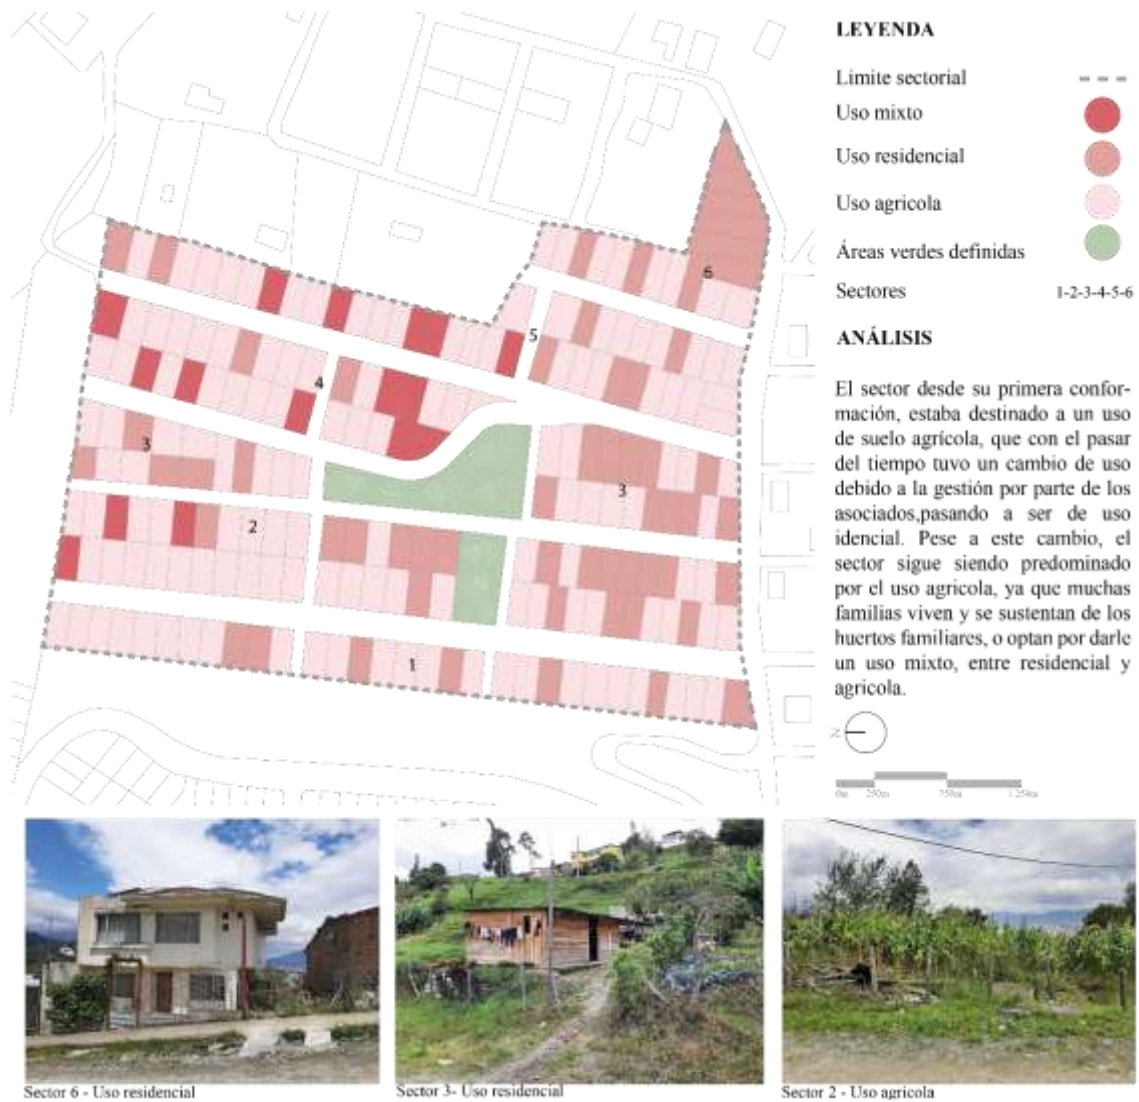 LEYENDA
Limite sectorial
Uso mixto
Uso residencial
Uso agricola
Áreas verdes definidas
Sectores 1-2-3-4-5-6
ANÁLISIS
El sector desde su primera confor-
mación, estaba destinado a un uso
de suelo agrícola, que con el pasar
del tiempo tuvo un cambio de uso
debido a la gestión por parte de los
asociados,pasando a ser de uso
idencial. Pese a este cambio, el
sector sigue siendo predominado
por el uso agricola, ya que muchas
familias viven y se sustentan de los
huertos familiares, o optan por darle
un uso mixto, entre residencial y
agricola.
N
0m 250m 750m
6
5
4
3
3
2
1
Sector 6 - Uso residencial
Sector 3- Uso residencial
Sector 2 - Uso agricola